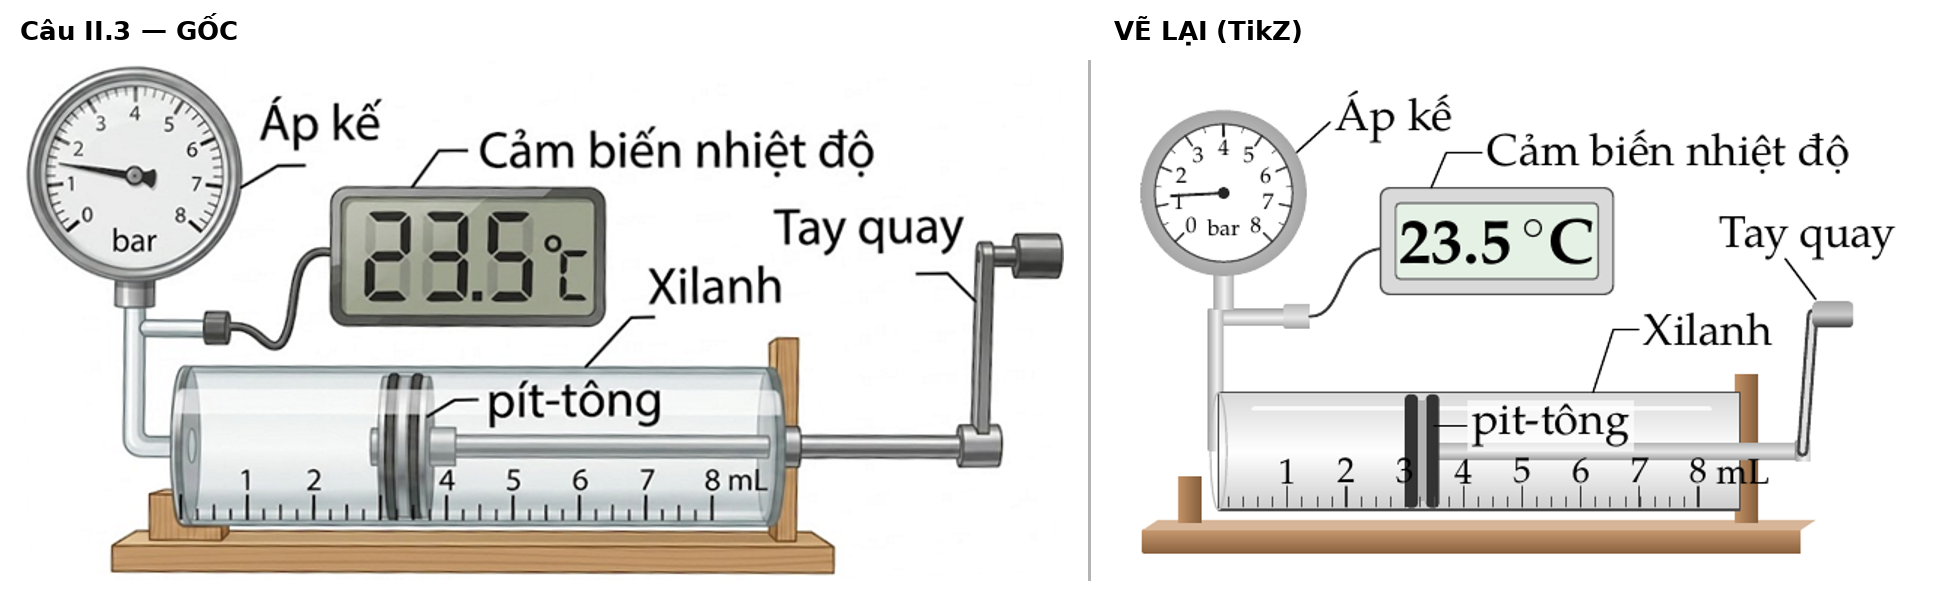 Câu II.3 — GỐC
4
3 5
2 6
1 7
0 8
bar
Áp kế
Cảm biến nhiệt độ
23.5 °C
Tay quay
Xilanh
pít-tông
1 2 4 5 6 7 8 mL
VẼ LẠI (TikZ)
4
3 5
2 6
1 7
0 bar 8
Áp kế
Cảm biến nhiệt độ
23.5 °C
Tay quay
Xilanh
pit-tông
1 2 3 4 5 6 7 8 mL